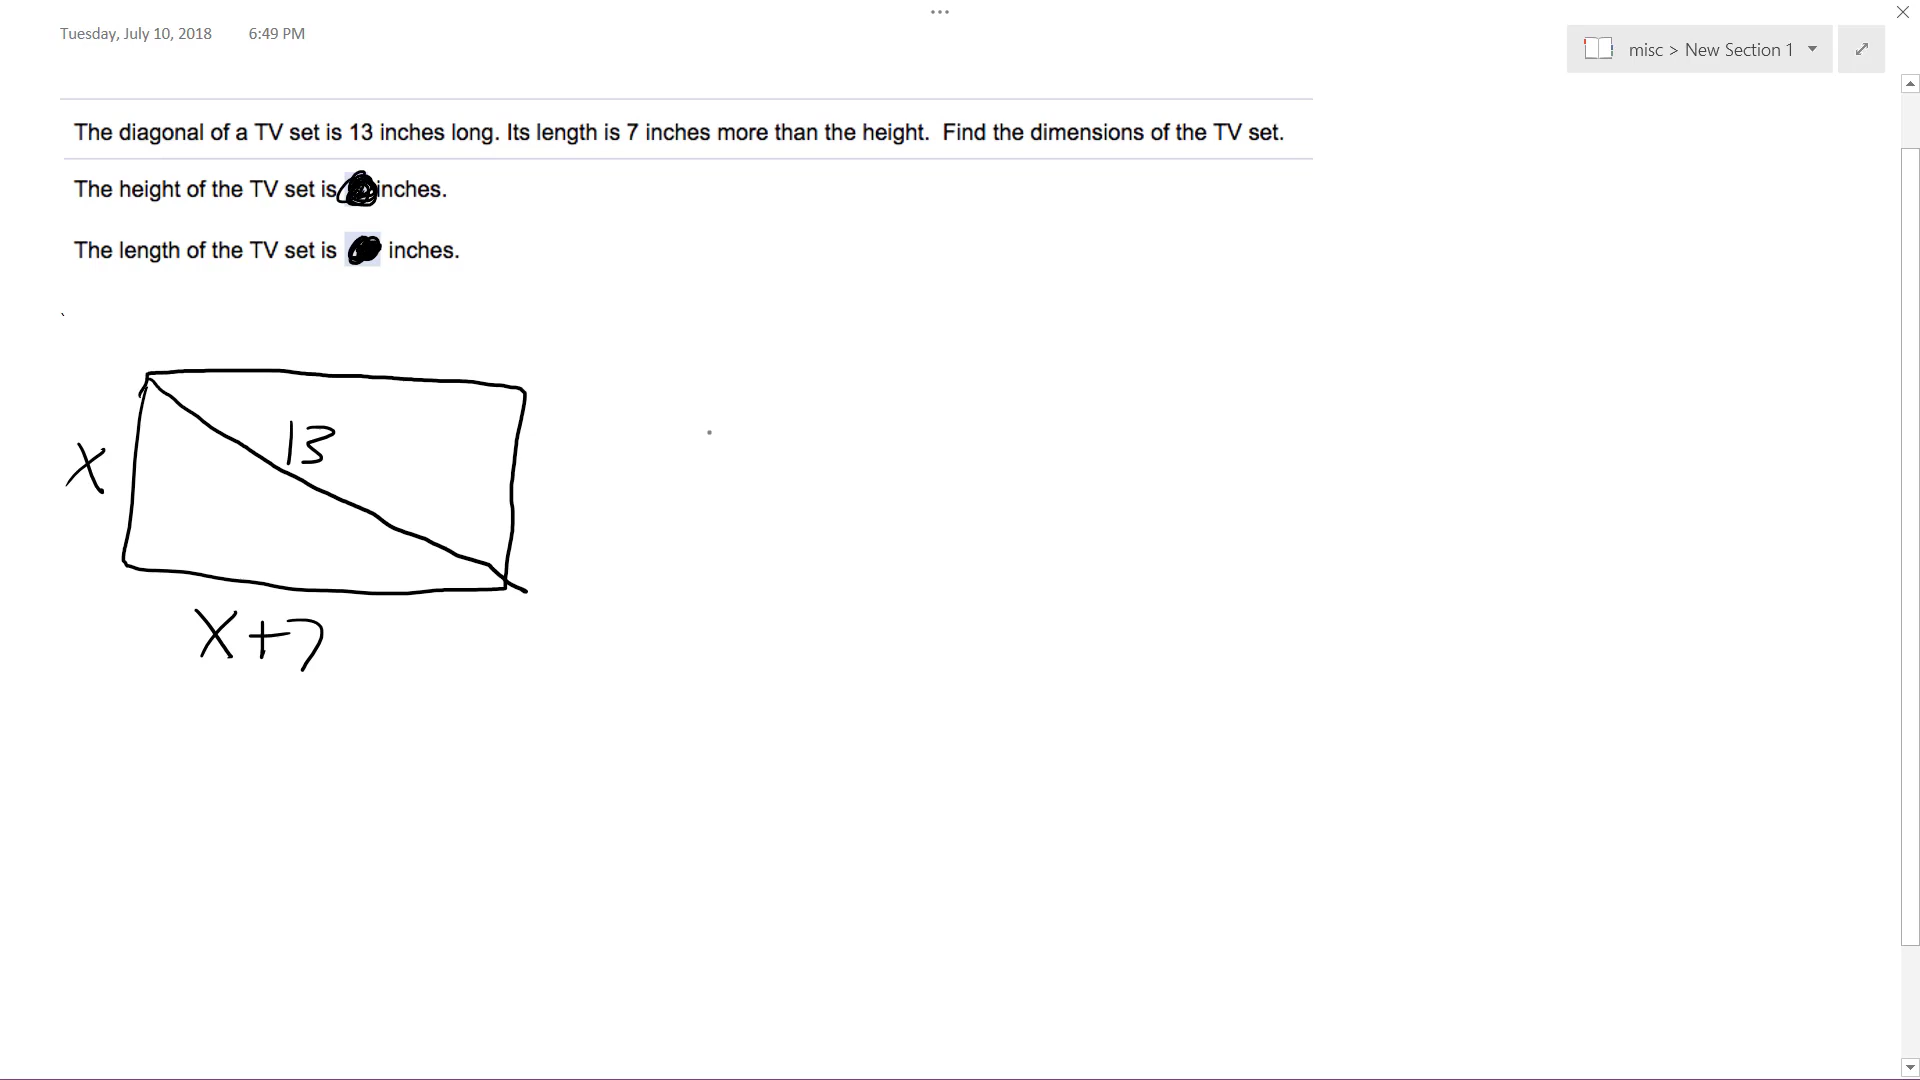 Tuesday, July 10, 2018 6:49 PM
misc > New Section 1
The diagonal of a TV set is 13 inches long. Its length is 7 inches more than the height. Find the dimensions of the TV set.
The height of the TV set is inches.
The length of the TV set is inches.
13
X
X+7